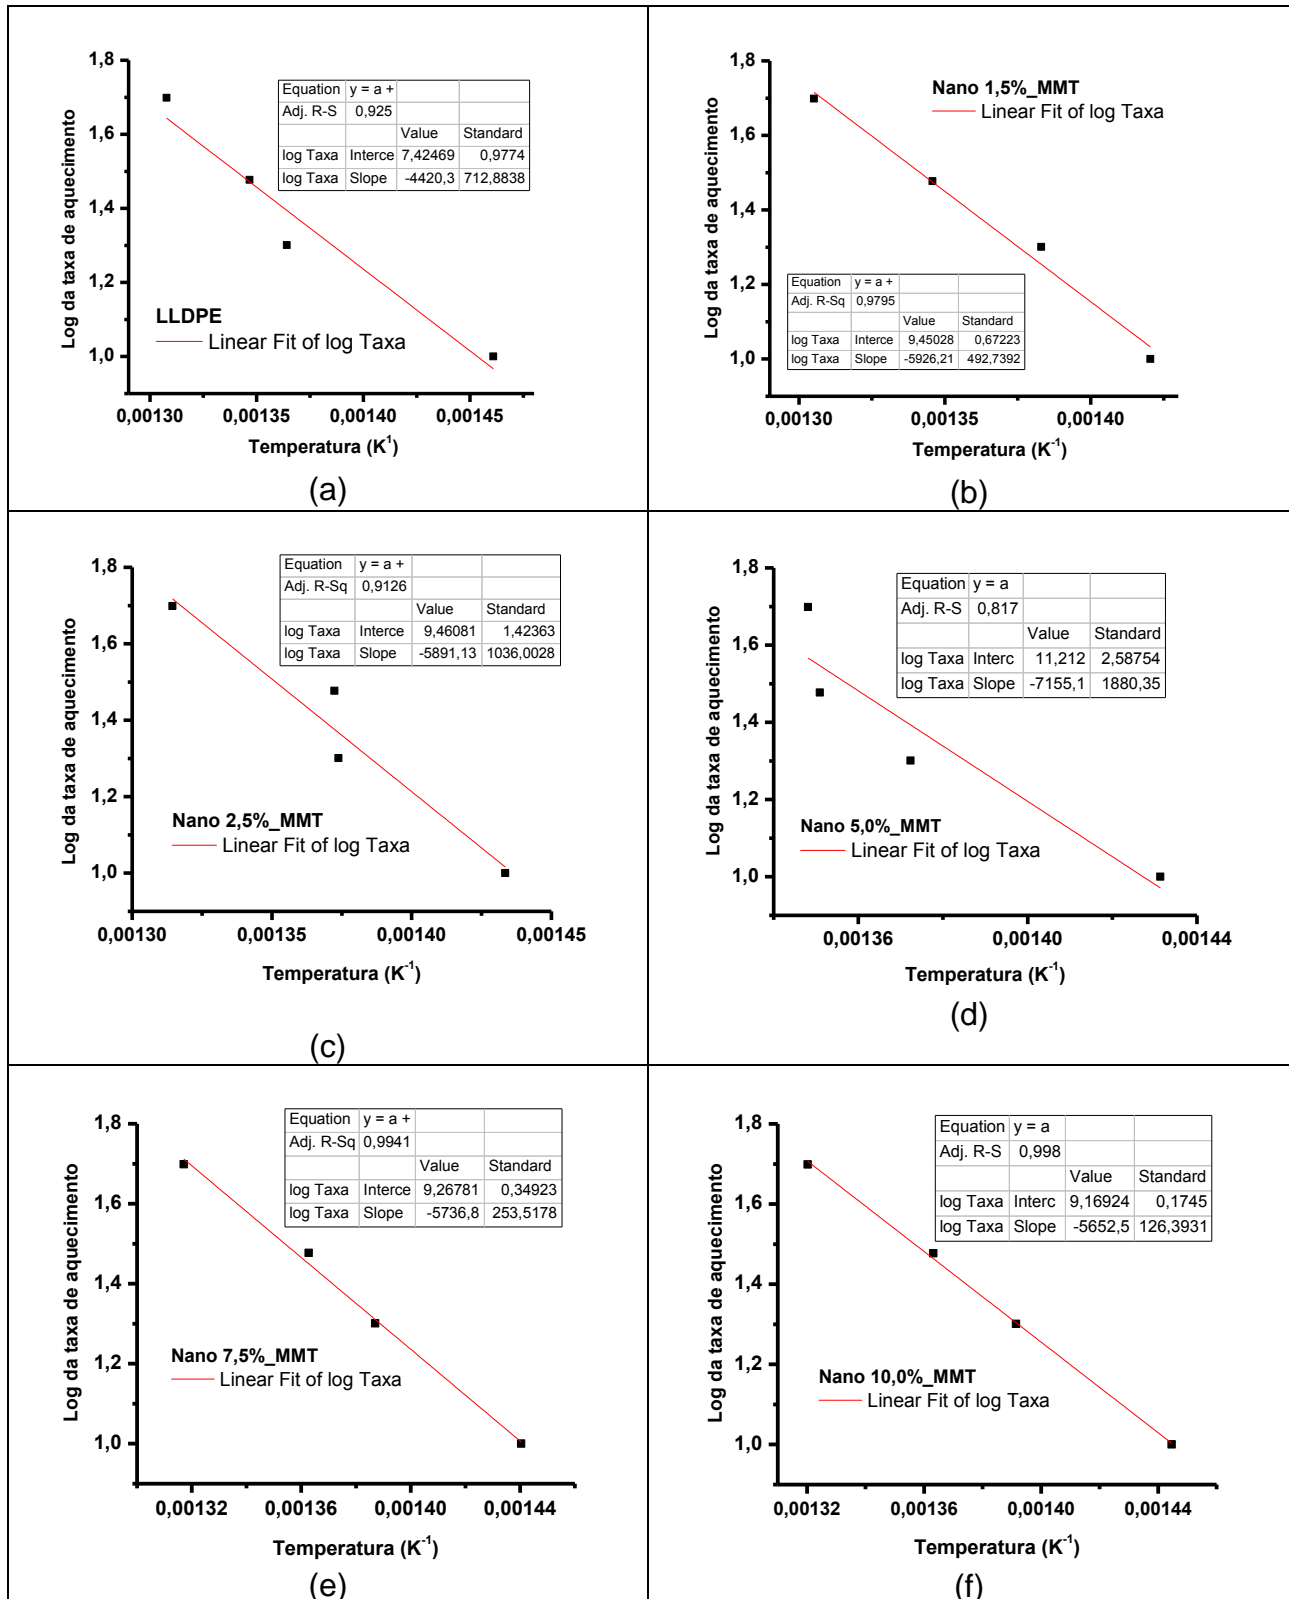 1,8
1,6
1,4
1,2
1,0
Log da taxa de aquecimento
Equation y = a +
Adj. R-S 0,925
Value Standard
log Taxa Interce 7,42469 0,9774
log Taxa Slope -4420,3 712,8838
LLDPE
Linear Fit of log Taxa
0,00130 0,00135 0,00140 0,00145
Temperatura (K¹)
(a)
1,8
1,6
1,4
1,2
1,0
Log da taxa de aquecimento
Nano 1,5%_MMT
Linear Fit of log Taxa
Equation y = a +
Adj. R-Sq 0,9795
Value Standard
log Taxa Interce 9,45028 0,67223
log Taxa Slope -5926,21 492,7392
0,00130 0,00135 0,00140
Temperatura (K⁻¹)
(b)
1,8
1,6
1,4
1,2
1,0
Log da taxa de aquecimento
Equation y = a +
Adj. R-Sq 0,9126
Value Standard
log Taxa Interce 9,46081 1,42363
log Taxa Slope -5891,13 1036,0028
Nano 2,5%_MMT
Linear Fit of log Taxa
0,00130 0,00135 0,00140 0,00145
Temperatura (K⁻¹)
(c)
1,8
1,6
1,4
1,2
1,0
Log da taxa de aquecimento
Equation y = a
Adj. R-S 0,817
Value Standard
log Taxa Interc 11,212 2,58754
log Taxa Slope -7155,1 1880,35
Nano 5,0%_MMT
Linear Fit of log Taxa
0,00136 0,00140 0,00144
Temperatura (K⁻¹)
(d)
1,8
1,6
1,4
1,2
1,0
Log da taxa de aquecimento
Equation y = a +
Adj. R-Sq 0,9941
Value Standard
log Taxa Interce 9,26781 0,34923
log Taxa Slope -5736,8 253,5178
Nano 7,5%_MMT
Linear Fit of log Taxa
0,00132 0,00136 0,00140 0,00144
Temperatura (K⁻¹)
(e)
1,8
1,6
1,4
1,2
1,0
Log da taxa de aquecimento
Equation y = a
Adj. R-S 0,998
Value Standard
log Taxa Interc 9,16924 0,1745
log Taxa Slope -5652,5 126,3931
Nano 10,0%_MMT
Linear Fit of log Taxa
0,00132 0,00136 0,00140 0,00144
Temperatura (K⁻¹)
(f)